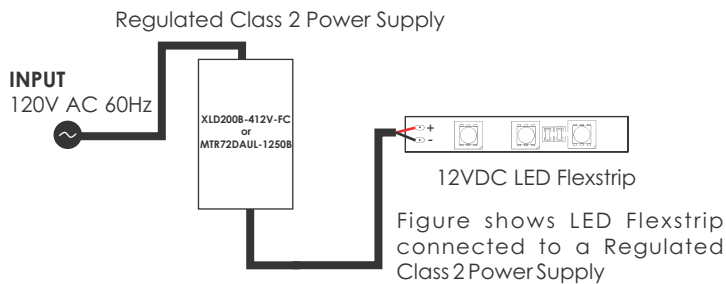 Regulated Class 2 Power Supply
INPUT
120V AC 60Hz
XLD200B-412V-FC
or
MTR72DAUL-1250B
+
-
12VDC LED Flexstrip
Figure shows LED Flexstrip
connected to a Regulated
Class 2 Power Supply